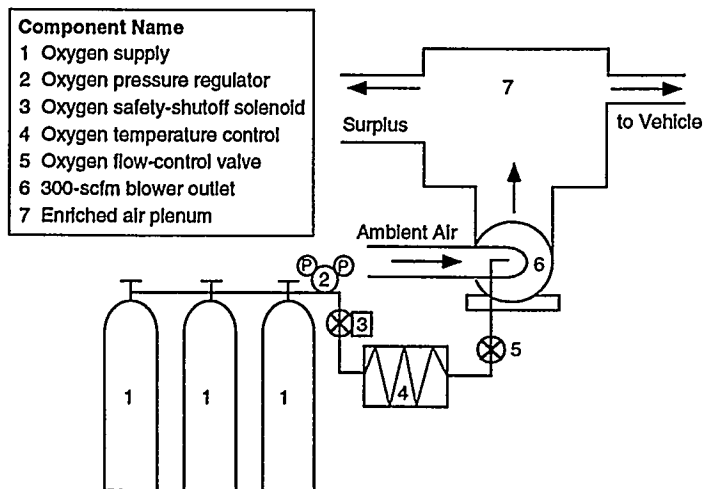 Component Name
1 Oxygen supply
2 Oxygen pressure regulator
3 Oxygen safety-shutoff solenoid
4 Oxygen temperature control
5 Oxygen flow-control valve
6 300-scfm blower outlet
7 Enriched air plenum
7
Surplus
to Vehicle
Ambient Air
6
P P
2
3
5
4
1 1 1